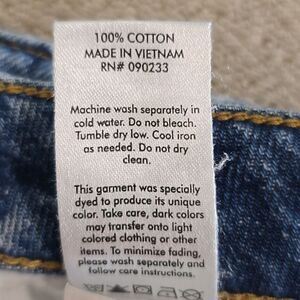 100% COTTON
MADE IN VIETNAM
RN# 090233
Machine wash separately in
cold water. Do not bleach.
Tumble dry low. Cool iron
as needed. Do not dry
clean.
This garment was specially
dyed to produce its unique
color. Take care, dark colors
may transfer onto light
colored clothing or other
items. To minimize fading,
please wash separately and
follow care instructions.